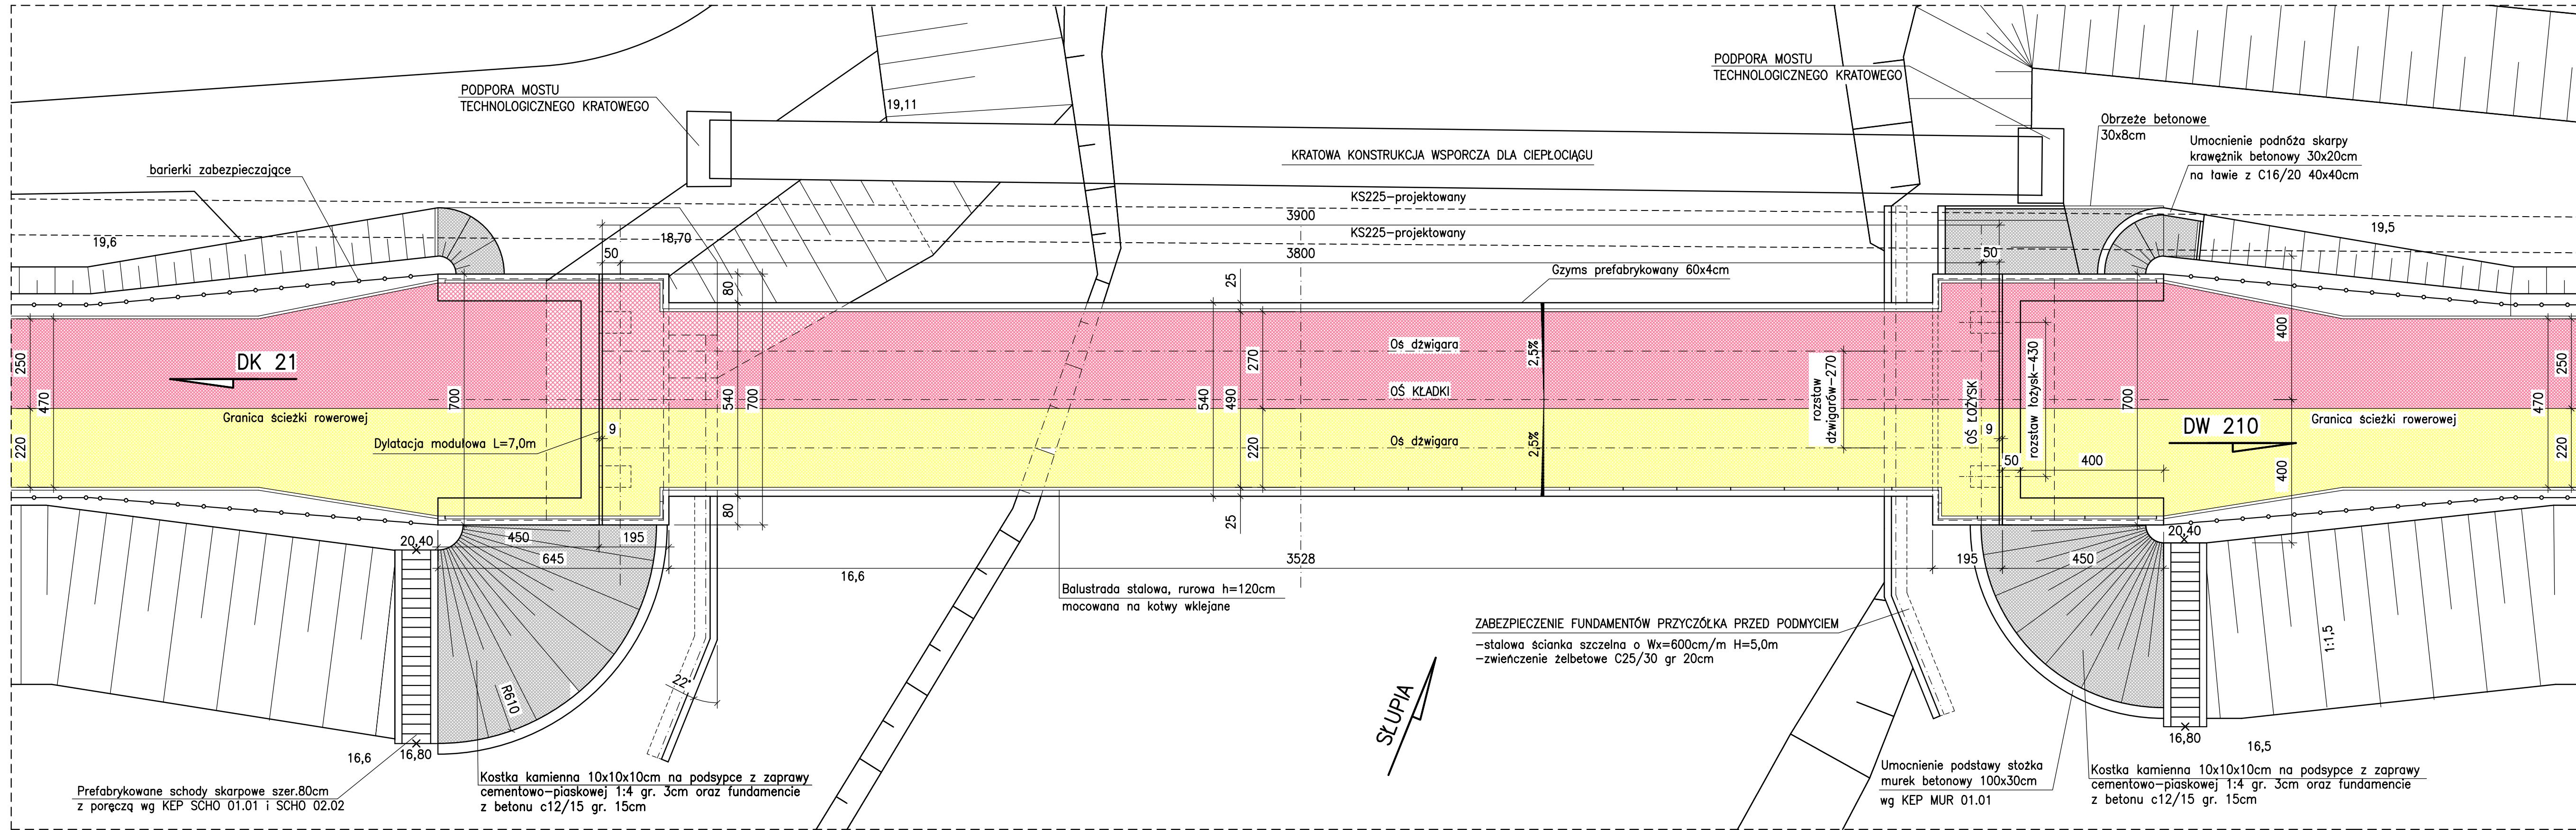 PODPORA MOSTU
TECHNOLOGICZNEGO KRATOWEGO
19,11
PODPORA MOSTU
TECHNOLOGICZNEGO KRATOWEGO
Obrzeże betonowe
30x8cm
Umocnienie podnóża skarpy
krawężnik betonowy 30x20cm
na ławie z C16/20 40x40cm
barierki zabezpieczające
KRATOWA KONSTRUKCJA WSPORCZA DLA CIEPŁOCIĄGU
KS225-projektowany
3900
KS225-projektowany
19,6
18,70
19,5
50
3800
50
Gzyms prefabrykowany 60x4cm
80
25
400
250
470
220
DK 21
Granica ścieżki rowerowej
Dylatacja modułowa L=7,0m
700
9
540
700
80
540
490
270
220
25
Oś dźwigara
OŚ KŁADKI
Oś dźwigara
2,5%
2,5%
rozstaw
dźwigarów-270
OŚ ŁOŻYSK
9
rozstaw łożysk-430
50
400
700
DW 210
Granica ścieżki rowerowej
400
250
470
220
20,40
450
195
645
16,6
3528
195
450
20,40
Balustrada stalowa, rurowa h=120cm
mocowana na kotwy wklejane
ZABEZPIECZENIE FUNDAMENTÓW PRZYCZÓŁKA PRZED PODMYCIEM
-stalowa ścianka szczelna o Wx=600cm/m H=5,0m
-zwieńczenie żelbetowe C25/30 gr 20cm
1:1,5
22°
R610
SŁUPIA
16,6
16,80
16,80
16,5
Prefabrykowane schody skarpowe szer.80cm
z poręczą wg KEP SCHO 01.01 i SCHO 02.02
Kostka kamienna 10x10x10cm na podsypce z zaprawy
cementowo-piaskowej 1:4 gr. 3cm oraz fundamencie
z betonu c12/15 gr. 15cm
Umocnienie podstawy stożka
murek betonowy 100x30cm
wg KEP MUR 01.01
Kostka kamienna 10x10x10cm na podsypce z zaprawy
cementowo-piaskowej 1:4 gr. 3cm oraz fundamencie
z betonu c12/15 gr. 15cm